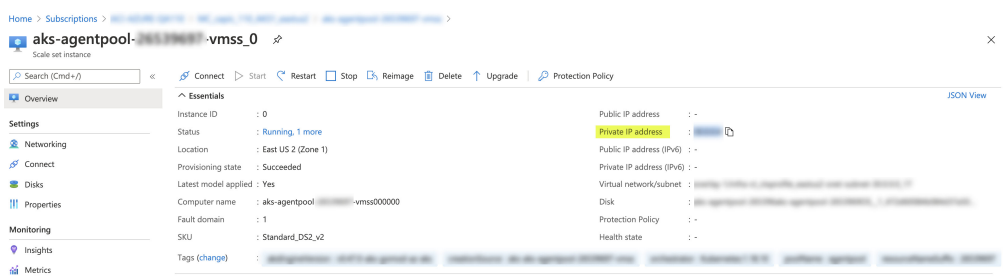 Home > Subscriptions >
aks-agentpool- -vmss_0
Scale set instance
Search (Cmd+/)
Connect Start Restart Stop Reimage Delete Upgrade Protection Policy
Overview
Essentials JSON View
Instance ID : 0 Public IP address : -
Settings
Status : Running, 1 more Private IP address :
Networking
Location : East US 2 (Zone 1) Public IP address (IPv6) : -
Connect
Provisioning state : Succeeded Private IP address (IPv6) : -
Disks
Latest model applied : Yes Virtual network/subnet :
Properties
Computer name : aks-agentpool- -vmss000000 Disk :
Fault domain : 1 Protection Policy : -
Monitoring
SKU : Standard_DS2_v2 Health state : -
Insights
Tags (change) :
Metrics